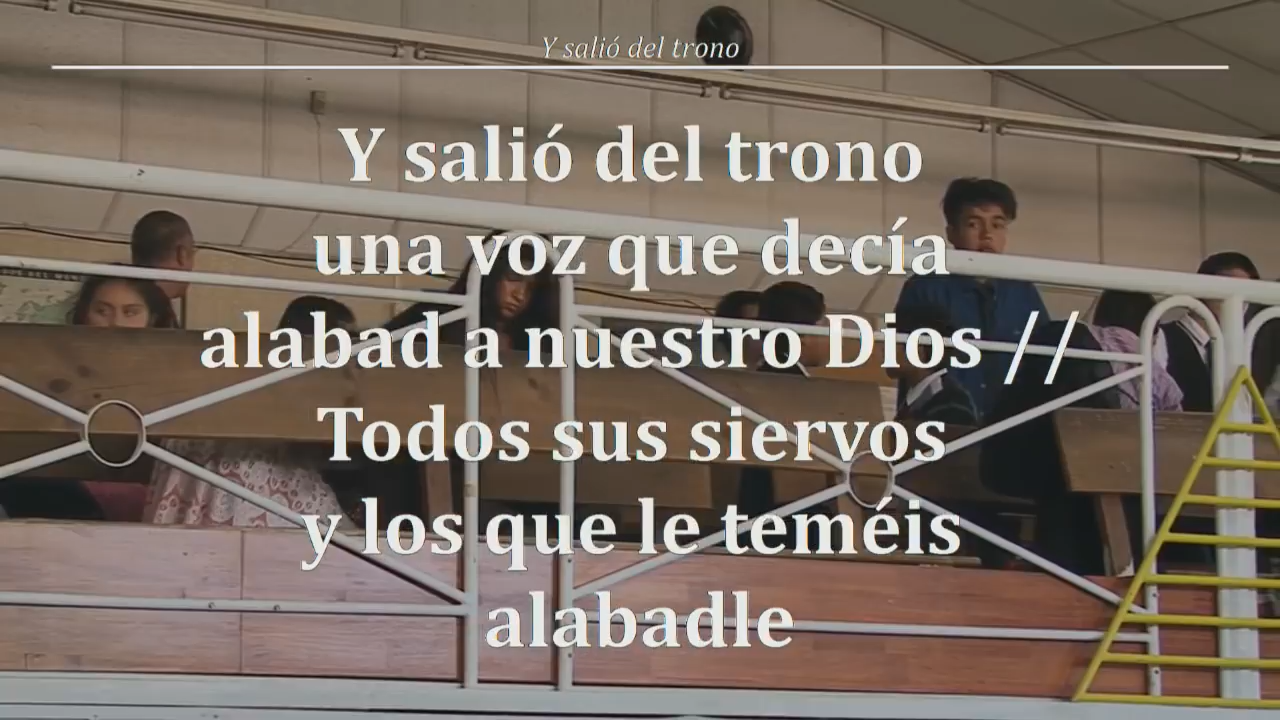 Y salió del trono
Y salió del trono
una voz que decía
alabad a nuestro Dios //
Todos sus siervos
y los que le teméis
alabadle